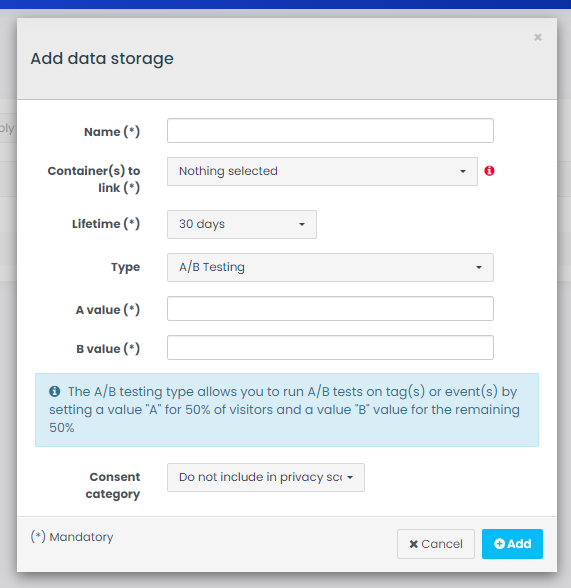 Add data storage
×
Name (*)
Container(s) to
link (*)
Nothing selected
Lifetime (*)
30 days
Type
A/B Testing
A value (*)
B value (*)
The A/B testing type allows you to run A/B tests on tag(s) or event(s) by
setting a value "A" for 50% of visitors and a value "B" value for the remaining
50%
Consent
category
Do not include in privacy sc
(*) Mandatory
Cancel
Add